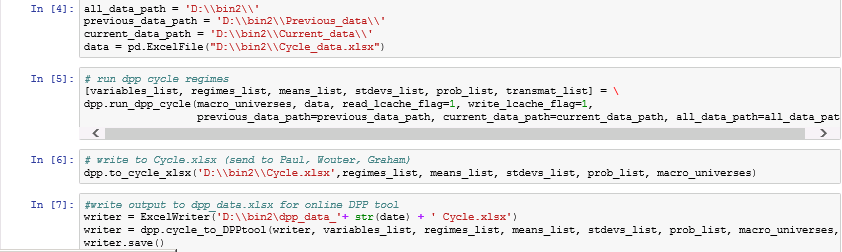 In [4]: all_data_path = 'D:\\bin2\\'
previous_data_path = 'D:\\bin2\\Previous_data\\'
current_data_path = 'D:\\bin2\\Current_data\\'
data = pd.ExcelFile("D:\\bin2\\Cycle_data.xlsx")
In [5]: # run dpp cycle regimes
[variables_list, regimes_list, means_list, stdevs_list, prob_list, transmat_list] = \
dpp.run_dpp_cycle(macro_universes, data, read_lcache_flag=1, write_lcache_flag=1,
previous_data_path=previous_data_path, current_data_path=current_data_path, all_data_path=all_data_pat
In [6]: # write to Cycle.xlsx (send to Paul, Wouter, Graham)
dpp.to_cycle_xlsx('D:\\bin2\\Cycle.xlsx',regimes_list, means_list, stdevs_list, prob_list, macro_universes)
In [7]: #write output to dpp_data.xlsx for online DPP tool
writer = ExcelWriter('D:\\bin2\dpp_data_'+ str(date) + ' Cycle.xlsx')
writer = dpp.cycle_to_DPPtool(writer, variables_list, regimes_list, means_list, stdevs_list, prob_list, macro_universes,
writer.save()